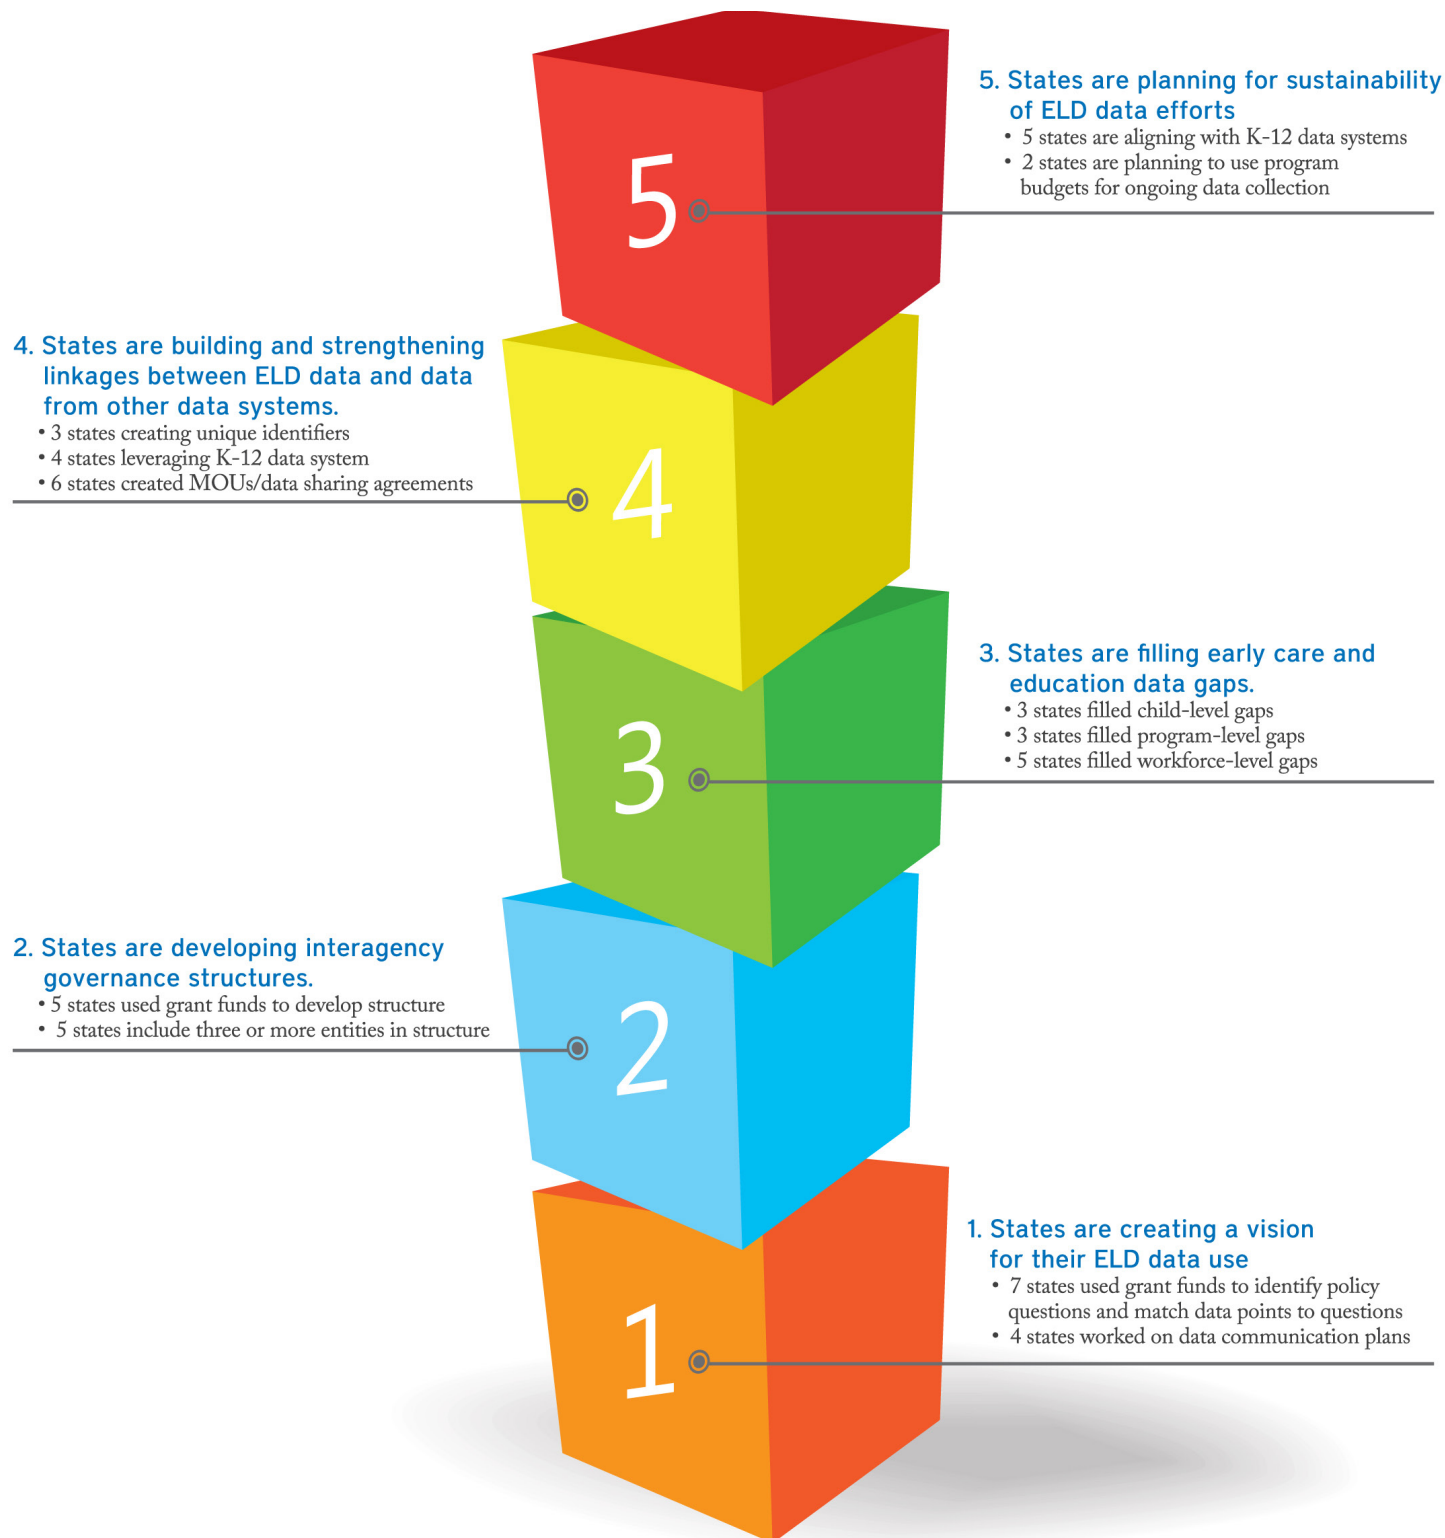 5
5. States are planning for sustainability
of ELD data efforts
• 5 states are aligning with K-12 data systems
• 2 states are planning to use program
budgets for ongoing data collection
4. States are building and strengthening
linkages between ELD data and data
from other data systems.
• 3 states creating unique identifiers
• 4 states leveraging K-12 data system
• 6 states created MOUs/data sharing agreements
4
3. States are filling early care and
education data gaps.
• 3 states filled child-level gaps
• 3 states filled program-level gaps
• 5 states filled workforce-level gaps
3
2. States are developing interagency
governance structures.
• 5 states used grant funds to develop structure
• 5 states include three or more entities in structure
2
1. States are creating a vision
for their ELD data use
• 7 states used grant funds to identify policy
questions and match data points to questions
• 4 states worked on data communication plans
1